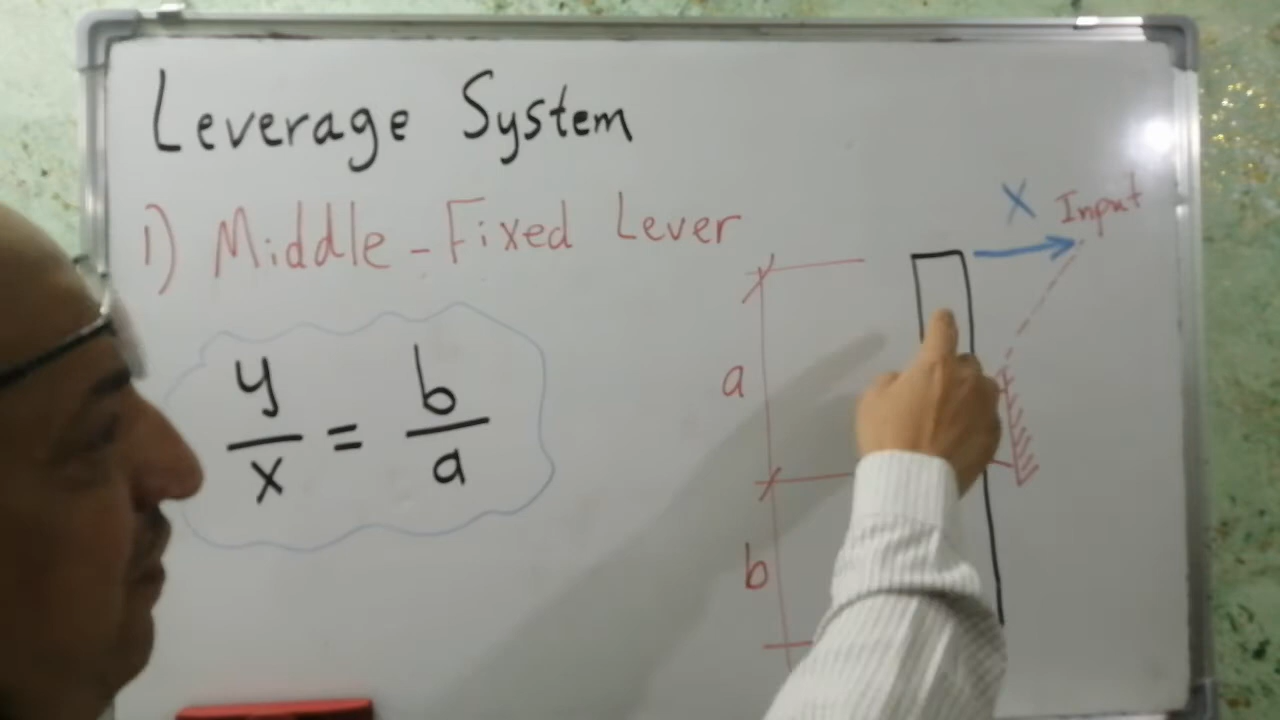 Leverage System
1) Middle-Fixed Lever
X Input
y/x = b/a
a
b